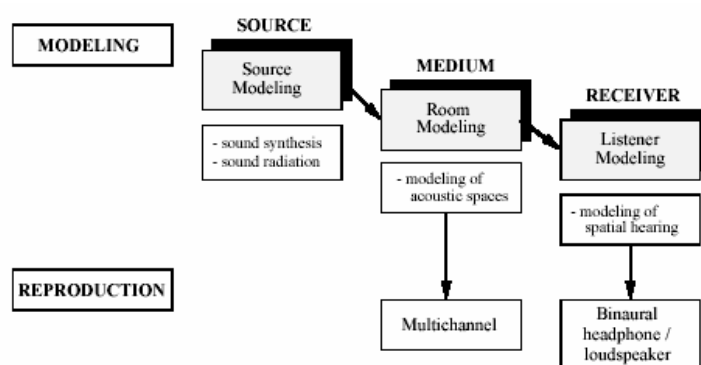 SOURCE
MODELING
Source
Modeling
MEDIUM
- sound synthesis
- sound radiation
Room
Modeling
RECEIVER
Listener
Modeling
- modeling of
acoustic spaces
- modeling of
spatial hearing
REPRODUCTION
Multichannel
Binaural
headphone /
loudspeaker